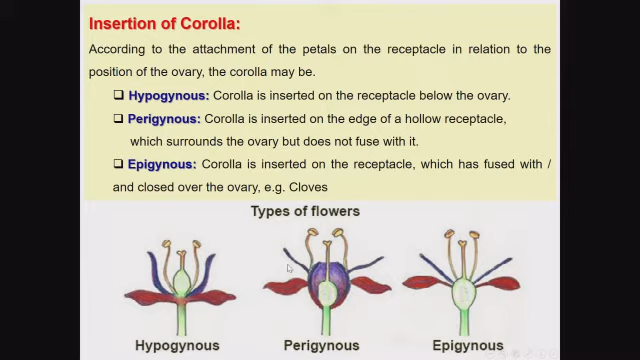 Insertion of Corolla:
According to the attachment of the petals on the receptacle in relation to the
position of the ovary, the corolla may be.
❑ Hypogynous: Corolla is inserted on the receptacle below the ovary.
❑ Perigynous: Corolla is inserted on the edge of a hollow receptacle,
which surrounds the ovary but does not fuse with it.
❑ Epigynous: Corolla is inserted on the receptacle, which has fused with /
and closed over the ovary, e.g. Cloves
Types of flowers
Hypogynous Perigynous Epigynous